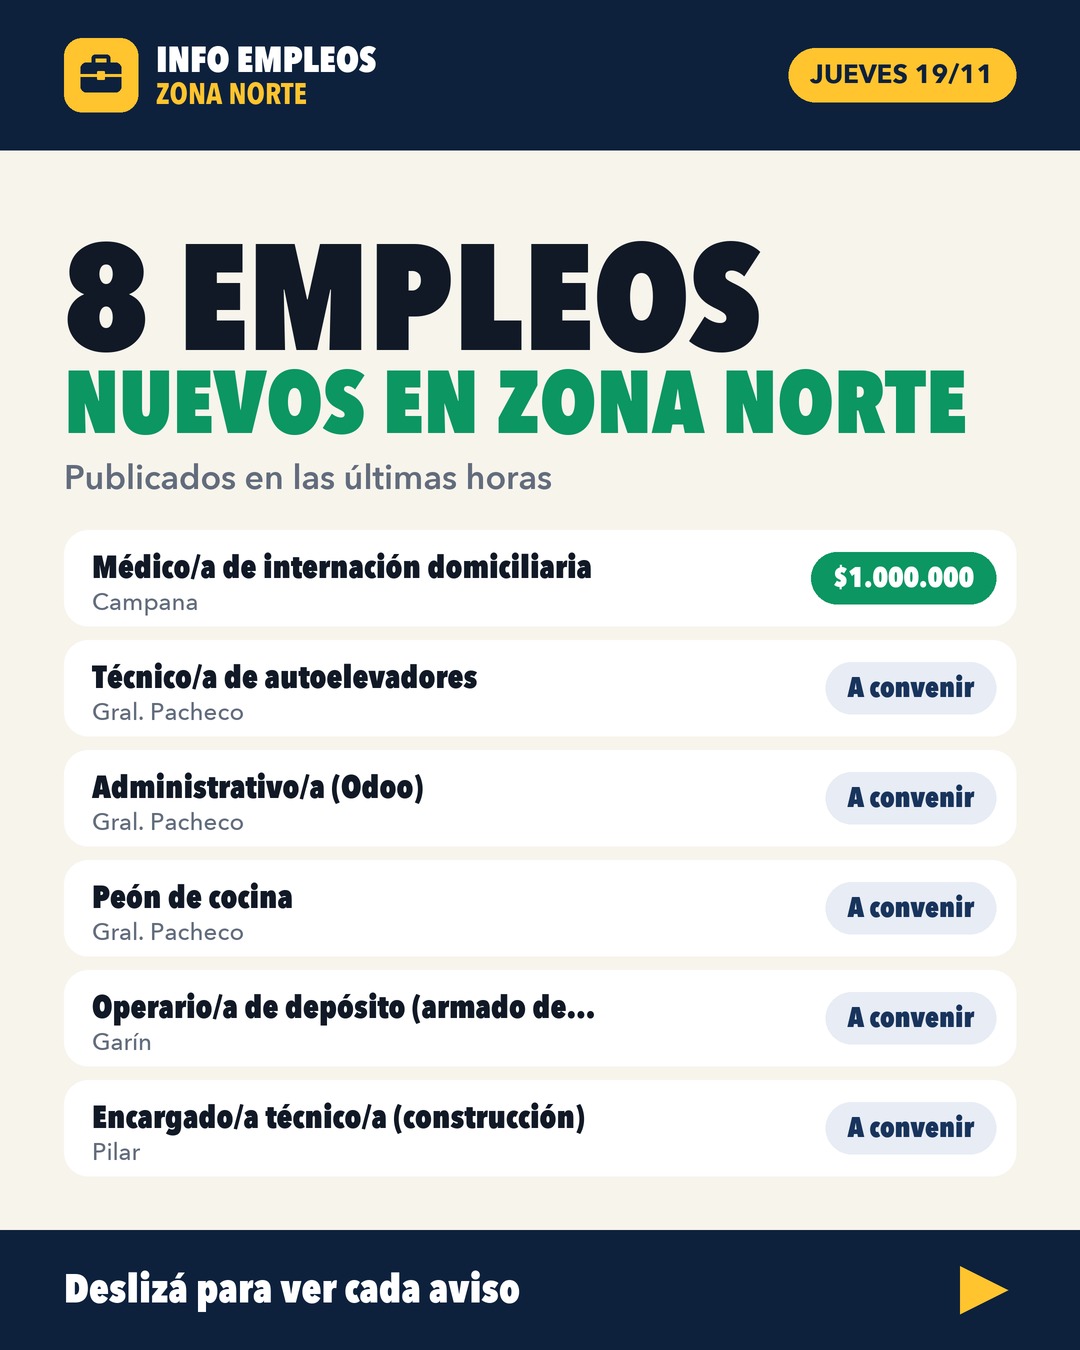 INFO EMPLEOS
ZONA NORTE
JUEVES 19/11
8 EMPLEOS
NUEVOS EN ZONA NORTE
Publicados en las últimas horas
Médico/a de internación domiciliaria
Campana
$1.000.000
Técnico/a de autoelevadores
Gral. Pacheco
A convenir
Administrativo/a (Odoo)
Gral. Pacheco
A convenir
Peón de cocina
Gral. Pacheco
A convenir
Operario/a de depósito (armado de...
Garín
A convenir
Encargado/a técnico/a (construcción)
Pilar
A convenir
Deslizá para ver cada aviso